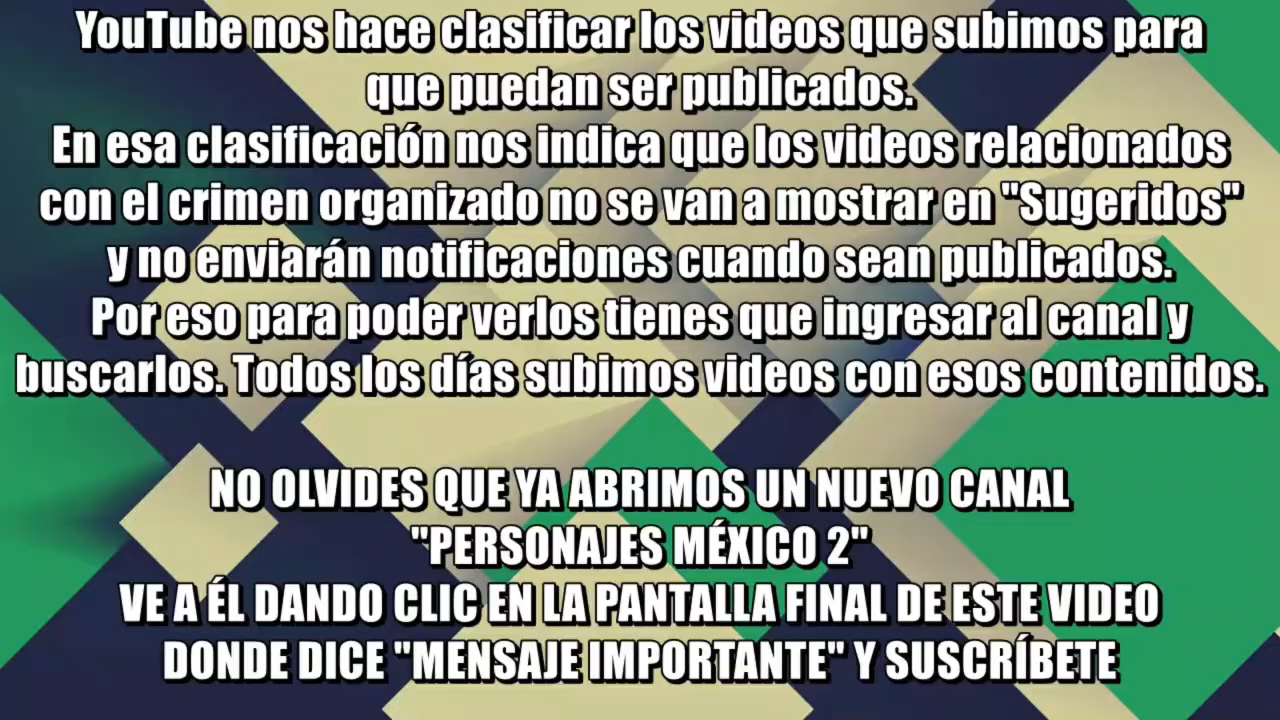 YouTube nos hace clasificar los videos que subimos para
que puedan ser publicados.
En esa clasificación nos indica que los videos relacionados
con el crimen organizado no se van a mostrar en "Sugeridos"
y no enviarán notificaciones cuando sean publicados.
Por eso para poder verlos tienes que ingresar al canal y
buscarlos. Todos los días subimos videos con esos contenidos.
NO OLVIDES QUE YA ABRIMOS UN NUEVO CANAL
"PERSONAJES MÉXICO 2"
VE A ÉL DANDO CLIC EN LA PANTALLA FINAL DE ESTE VIDEO
DONDE DICE "MENSAJE IMPORTANTE" Y SUSCRÍBETE